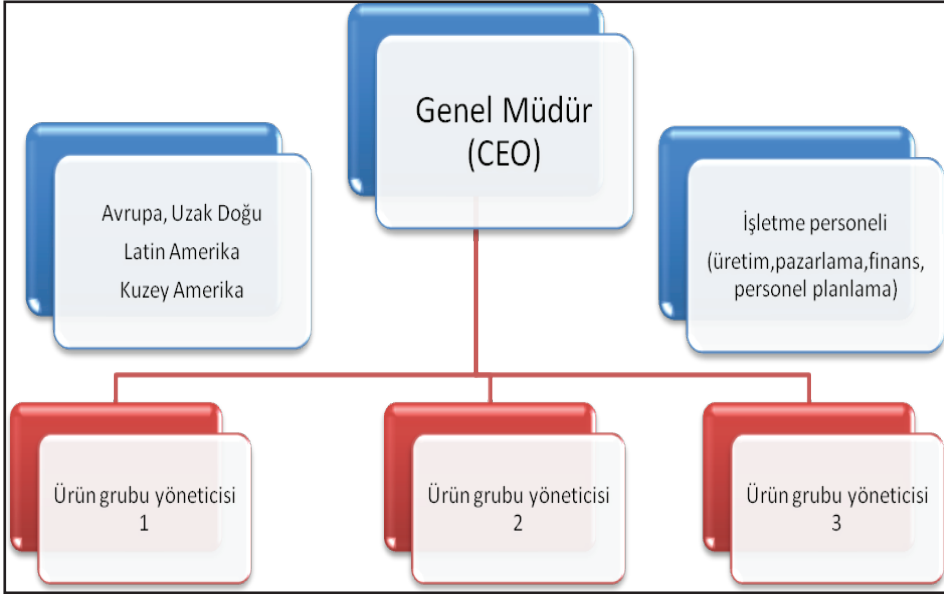 Genel Müdür
(CEO)
Avrupa, Uzak Doğu
Latin Amerika
Kuzey Amerika
İşletme personeli
(üretim,pazarlama,finans,
personel planlama)
Ürün grubu yöneticisi
1
Ürün grubu yöneticisi
2
Ürün grubu yöneticisi
3